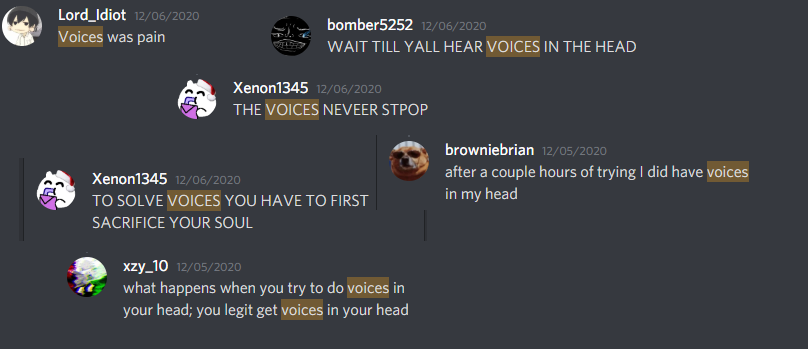 Lord_Idiot 12/06/2020
Voices was pain
bomber5252 12/06/2020
WAIT TILL YALL HEAR VOICES IN THE HEAD
Xenon1345 12/06/2020
THE VOICES NEVEER STPOP
browniebrian 12/05/2020
after a couple hours of trying I did have voices
in my head
Xenon1345 12/06/2020
TO SOLVE VOICES YOU HAVE TO FIRST
SACRIFICE YOUR SOUL
xzy_10 12/05/2020
what happens when you try to do voices in
your head; you legit get voices in your head